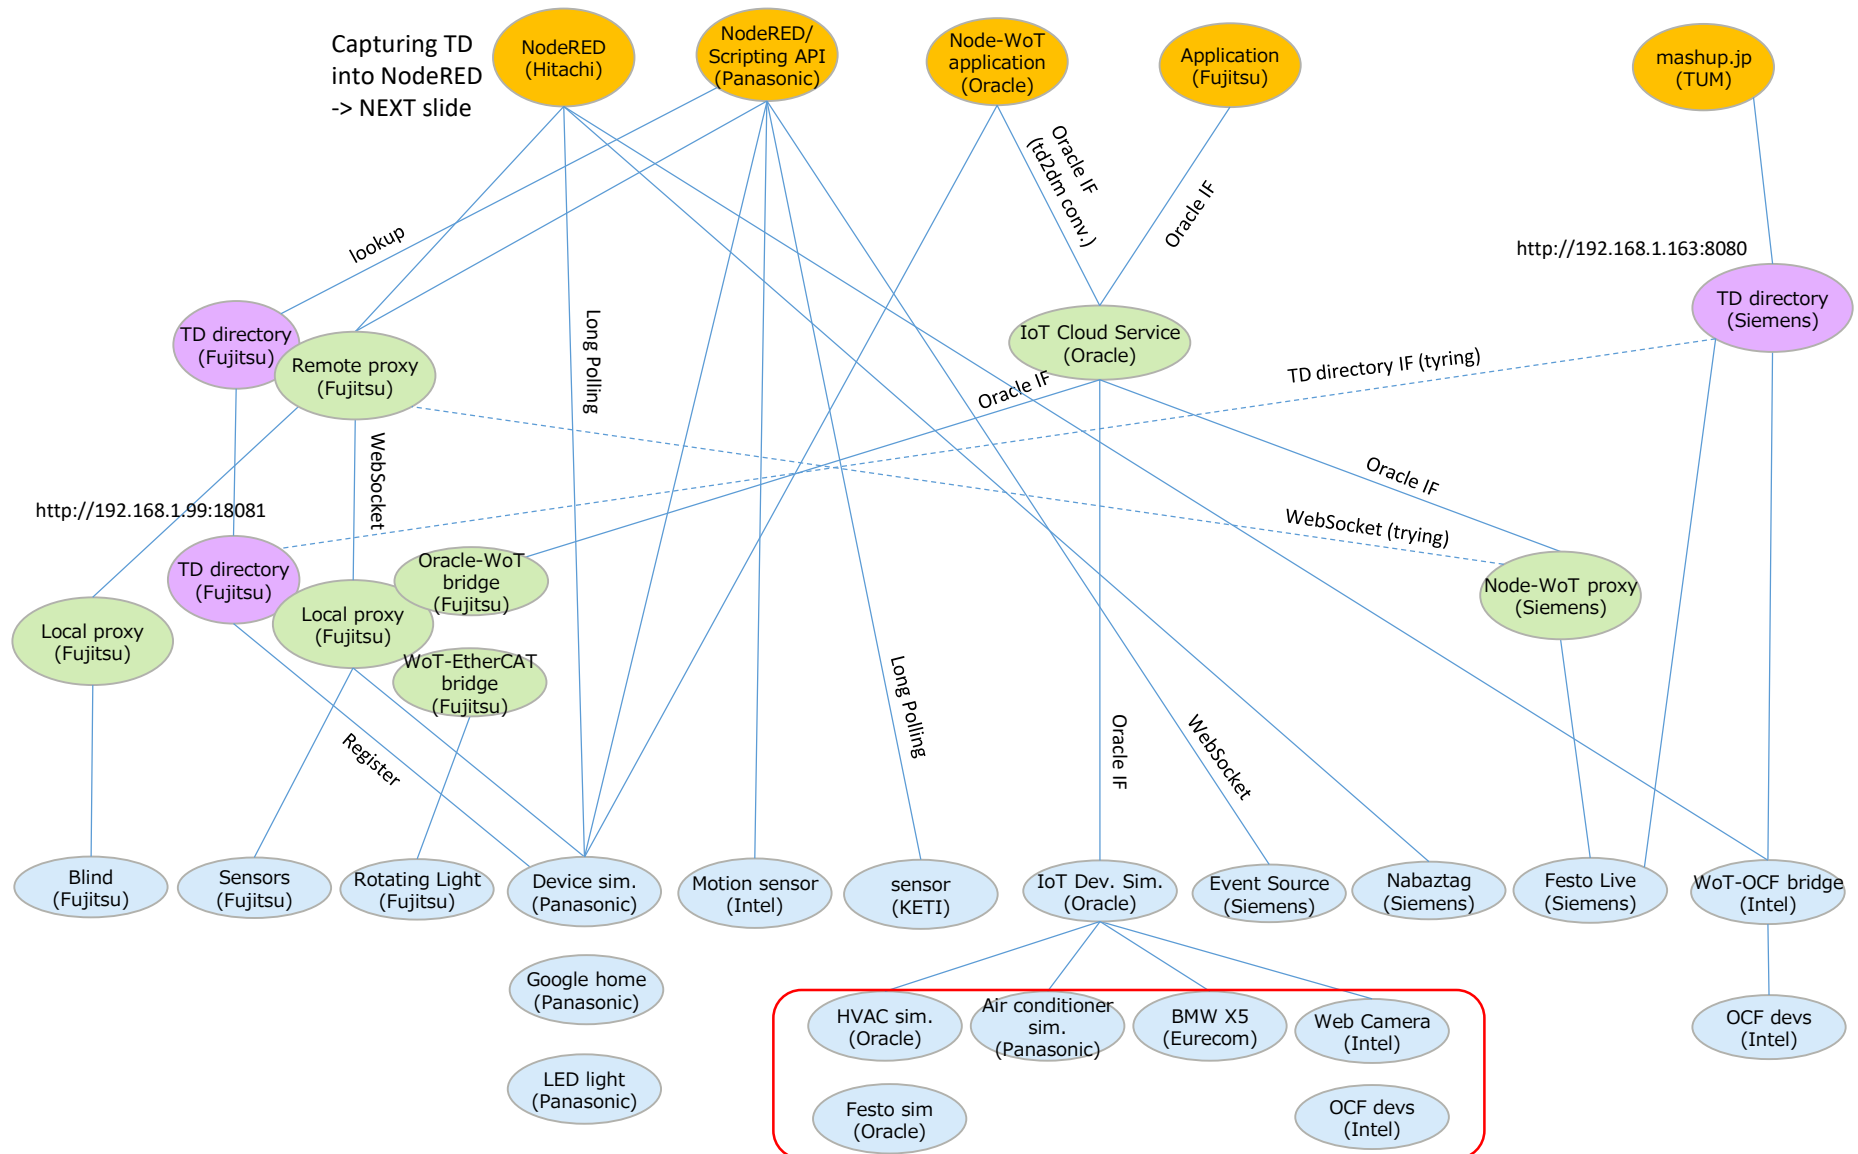 Capturing TD
into NodeRED
-> NEXT slide
NodeRED
(Hitachi)
NodeRED/
Scripting API
(Panasonic)
Node-WoT
application
(Oracle)
Application
(Fujitsu)
mashup.jp
(TUM)
Oracle IF
(td2dm conv.)
Oracle IF
lookup
http://192.168.1.163:8080
TD directory
(Fujitsu)
Remote proxy
(Fujitsu)
Long Polling
IoT Cloud Service
(Oracle)
TD directory
(Siemens)
TD directory IF (tyring)
Oracle IF
WebSocket
Oracle IF
http://192.168.1.99:18081
WebSocket (trying)
TD directory
(Fujitsu)
Oracle-WoT
bridge
(Fujitsu)
Node-WoT proxy
(Siemens)
Local proxy
(Fujitsu)
Local proxy
(Fujitsu)
WoT-EtherCAT
bridge
(Fujitsu)
Long Polling
Register
Oracle IF
WebSocket
Blind
(Fujitsu)
Sensors
(Fujitsu)
Rotating Light
(Fujitsu)
Device sim.
(Panasonic)
Motion sensor
(Intel)
sensor
(KETI)
IoT Dev. Sim.
(Oracle)
Event Source
(Siemens)
Nabaztag
(Siemens)
Festo Live
(Siemens)
WoT-OCF bridge
(Intel)
Google home
(Panasonic)
HVAC sim.
(Oracle)
Air conditioner
sim.
(Panasonic)
BMW X5
(Eurecom)
Web Camera
(Intel)
OCF devs
(Intel)
LED light
(Panasonic)
Festo sim
(Oracle)
OCF devs
(Intel)